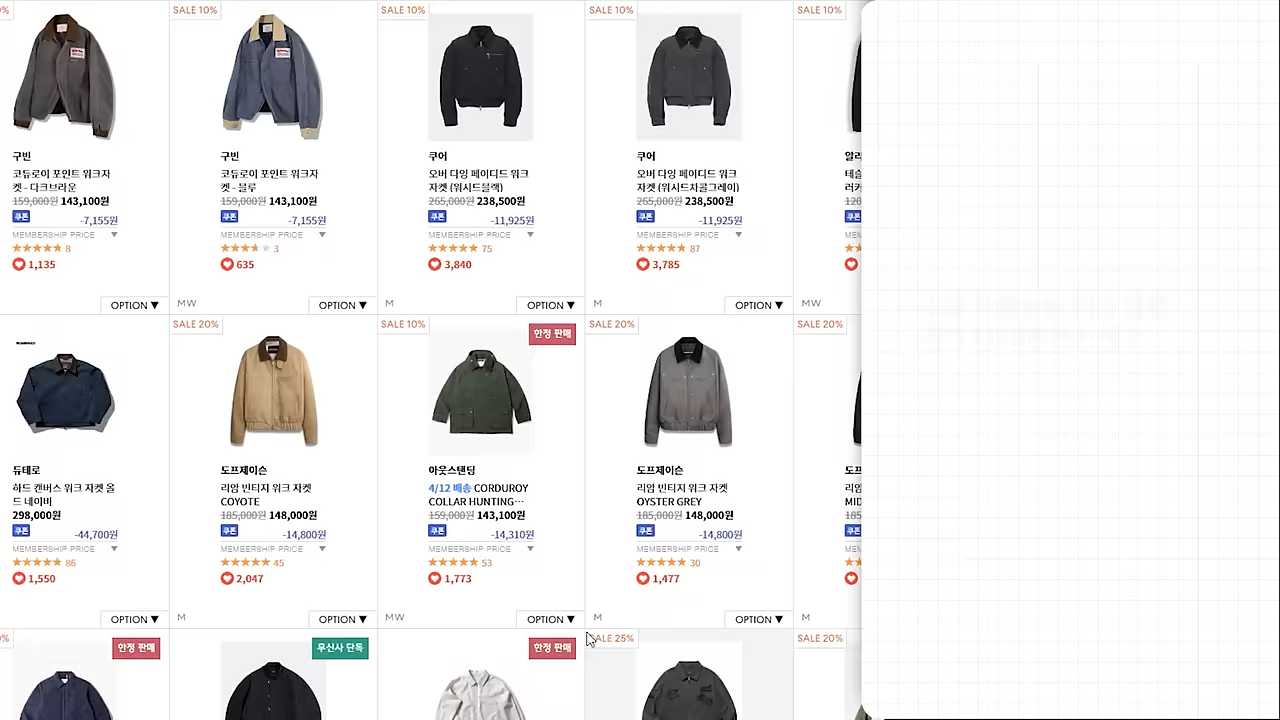 SALE 10%
SALE 10%
SALE 10%
SALE 10%
구빈
코듀로이 포인트 워크자
켓 - 다크브라운
159,000원 143,100원
쿠폰
-7,155원
MEMBERSHIP PRICE ▼
8
1,135
OPTION ▼
구빈
코듀로이 포인트 워크자
켓 - 블루
159,000원 143,100원
쿠폰
-7,155원
MEMBERSHIP PRICE ▼
3
635
MW
OPTION ▼
쿠어
오버 다잉 페이디드 워크
자켓 (워시드블랙)
265,000원 238,500원
쿠폰
-11,925원
MEMBERSHIP PRICE ▼
75
3,840
M
OPTION ▼
쿠어
오버 다잉 페이디드 워크
자켓 (워시드차콜그레이)
265,000원 238,500원
쿠폰
-11,925원
MEMBERSHIP PRICE ▼
87
3,785
M
OPTION ▼
MW
SALE 20%
SALE 10%
한정 판매
SALE 20%
SALE 20%
듀테로
하드 캔버스 워크 자켓 올
드 네이비
298,000원
쿠폰
-44,700원
MEMBERSHIP PRICE ▼
86
1,550
OPTION ▼
도프제이슨
리암 빈티지 워크 자켓
COYOTE
185,000원 148,000원
쿠폰
-14,800원
MEMBERSHIP PRICE ▼
45
2,047
M
OPTION ▼
아웃스탠딩
4/12 배송 CORDUROY
COLLAR HUNTING…
159,000원 143,100원
쿠폰
-14,310원
MEMBERSHIP PRICE ▼
53
1,773
MW
OPTION ▼
도프제이슨
리암 빈티지 워크 자켓
OYSTER GREY
185,000원 148,000원
쿠폰
-14,800원
MEMBERSHIP PRICE ▼
30
1,477
M
OPTION ▼
M
한정 판매
무신사 단독
한정 판매
SALE 25%
SALE 20%